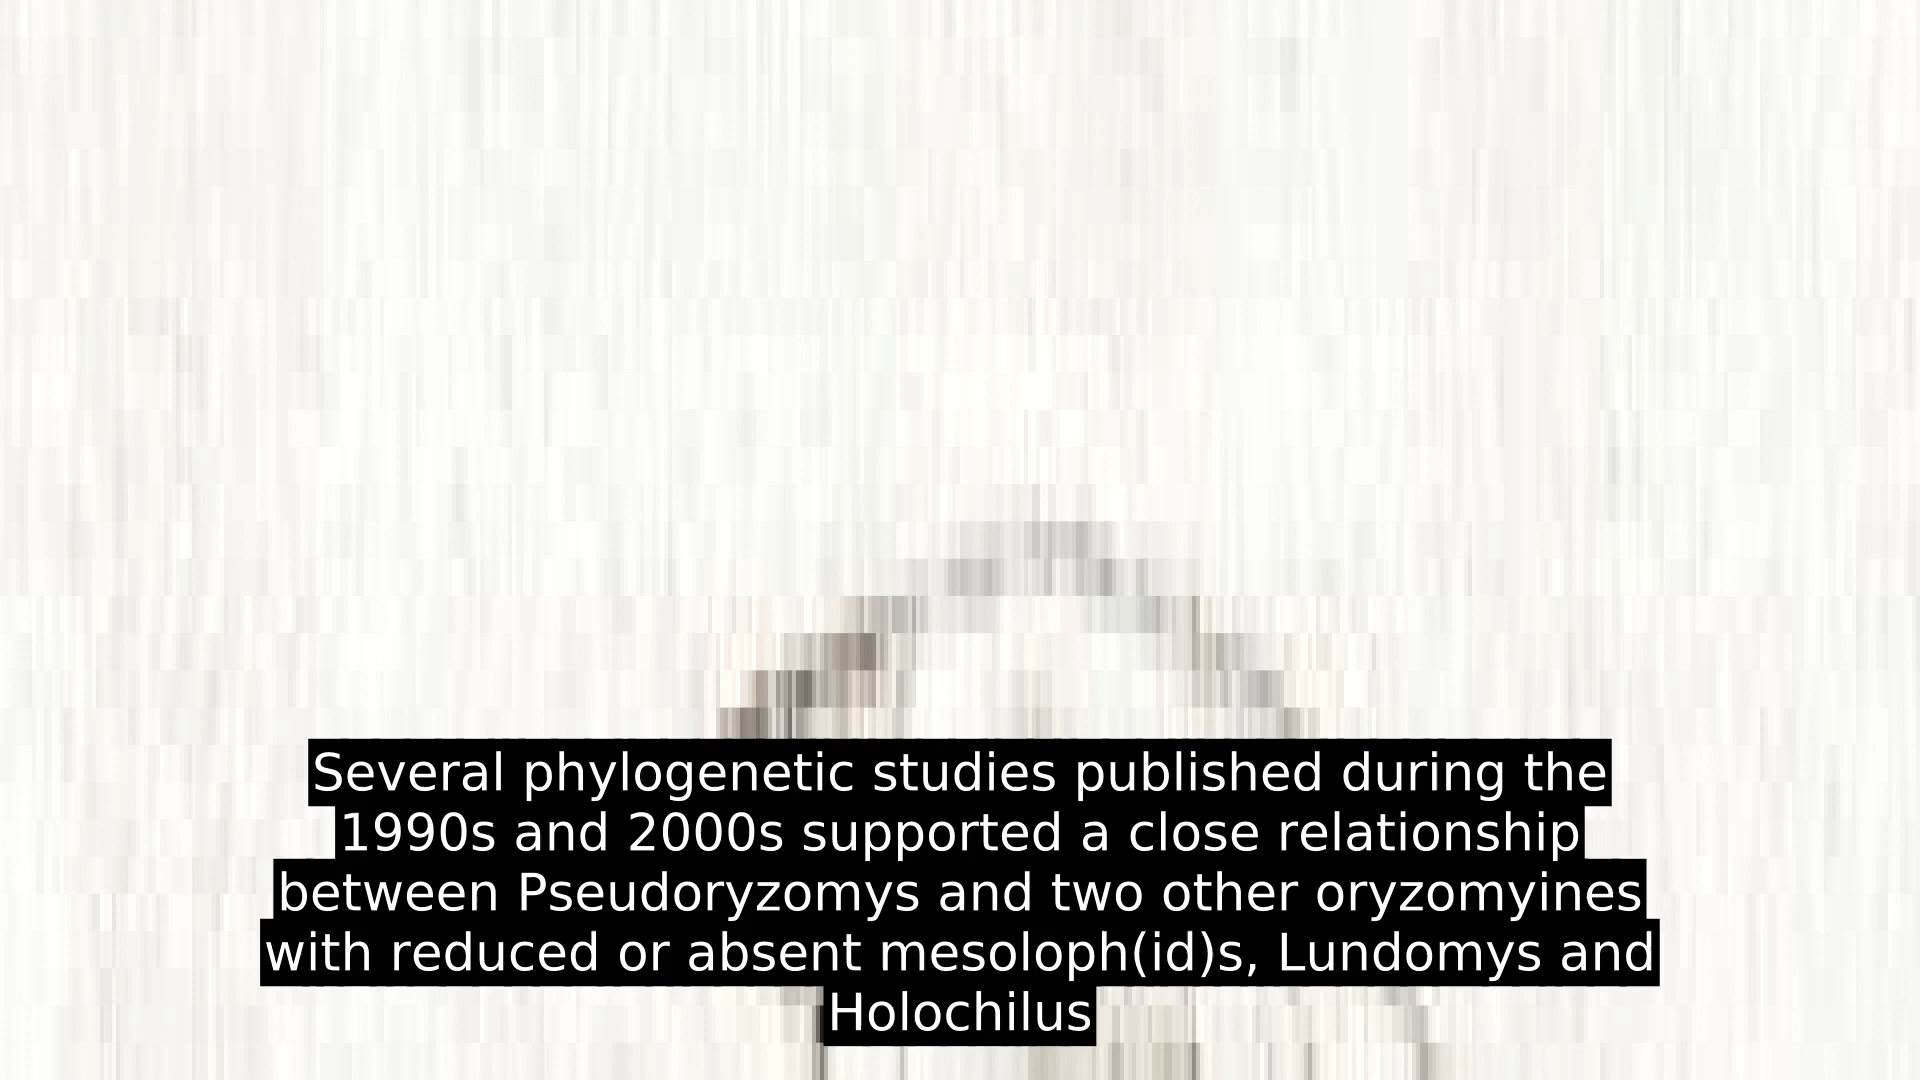 Several phylogenetic studies published during the
1990s and 2000s supported a close relationship
between Pseudoryzomys and two other oryzomyines
with reduced or absent mesoloph(id)s, Lundomys and
Holochilus